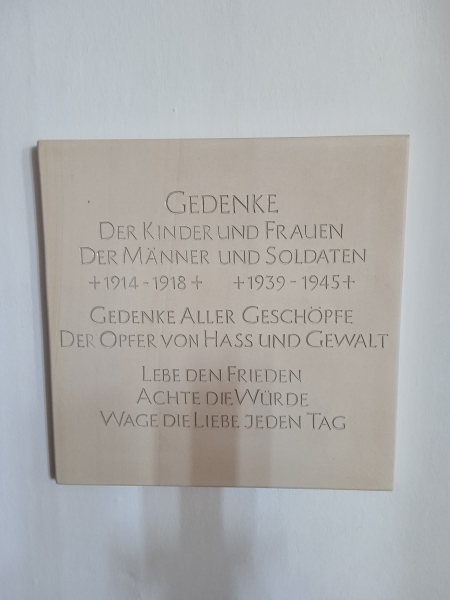 GEDENKE
DER KINDER UND FRAUEN
DER MÄNNER UND SOLDATEN
+1914-1918+ +1939-1945+
GEDENKE ALLER GESCHÖPFE
DER OPFER VON HASS UND GEWALT
LEBE DEN FRIEDEN
ACHTE DIE WÜRDE
WAGE DIE LIEBE JEDEN TAG